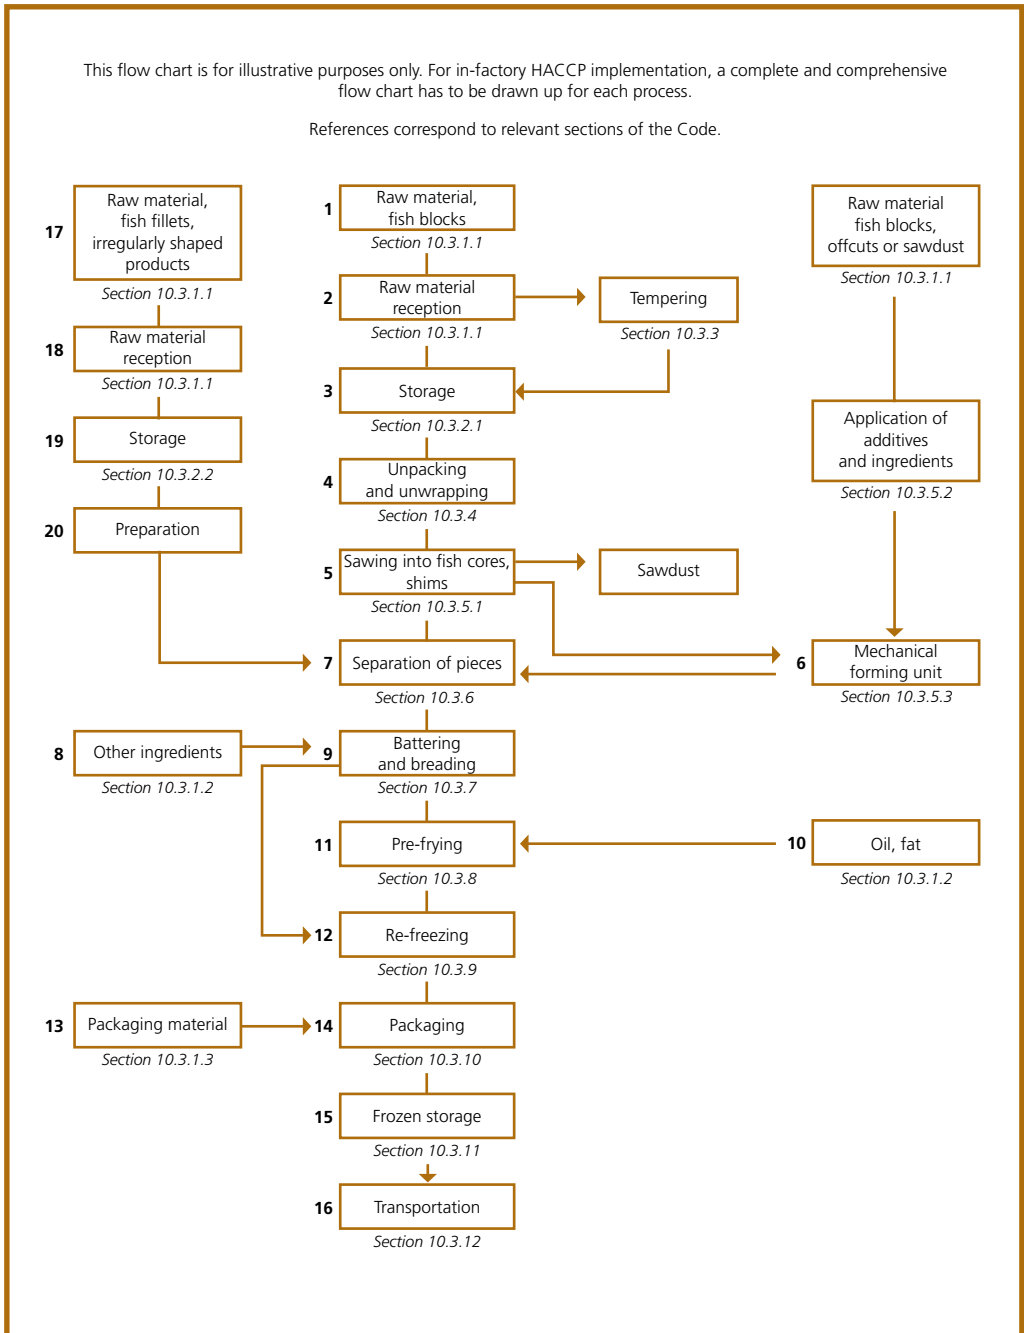 This flow chart is for illustrative purposes only. For in-factory HACCP implementation, a complete and comprehensive
flow chart has to be drawn up for each process.
References correspond to relevant sections of the Code.
17
Raw material,
fish fillets,
irregularly shaped
products
Section 10.3.1.1
18
Raw material
reception
Section 10.3.1.1
19
Storage
Section 10.3.2.2
20
Preparation
1
Raw material,
fish blocks
Section 10.3.1.1
2
Raw material
reception
Section 10.3.1.1
Tempering
Section 10.3.3
3
Storage
Section 10.3.2.1
4
Unpacking
and unwrapping
Section 10.3.4
5
Sawing into fish cores,
shims
Section 10.3.5.1
Sawdust
Raw material
fish blocks,
offcuts or sawdust
Section 10.3.1.1
Application of
additives
and ingredients
Section 10.3.5.2
6
Mechanical
forming unit
Section 10.3.5.3
7
Separation of pieces
Section 10.3.6
8
Other ingredients
Section 10.3.1.2
9
Battering
and breading
Section 10.3.7
10
Oil, fat
Section 10.3.1.2
11
Pre-frying
Section 10.3.8
12
Re-freezing
Section 10.3.9
13
Packaging material
Section 10.3.1.3
14
Packaging
Section 10.3.10
15
Frozen storage
Section 10.3.11
16
Transportation
Section 10.3.12